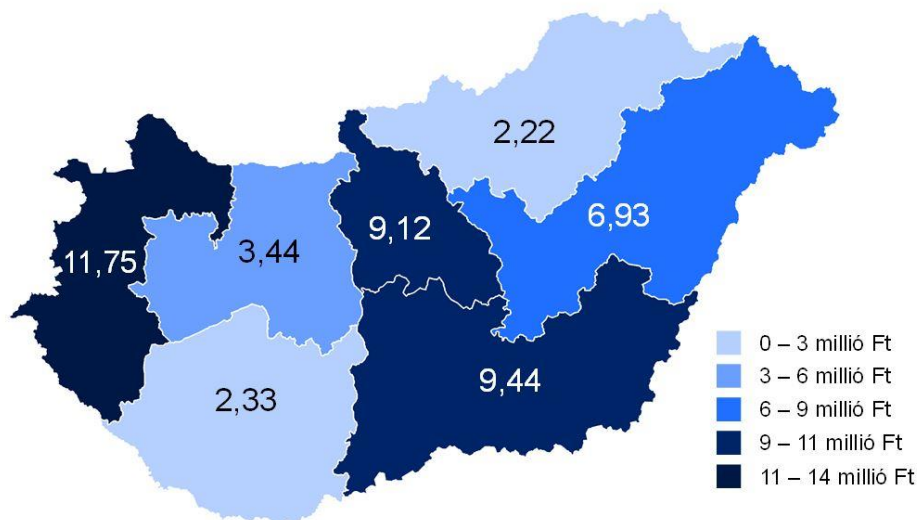 2,22
6,93
9,12
3,44
11,75
9,44
2,33
0 – 3 millió Ft
3 – 6 millió Ft
6 – 9 millió Ft
9 – 11 millió Ft
11 – 14 millió Ft